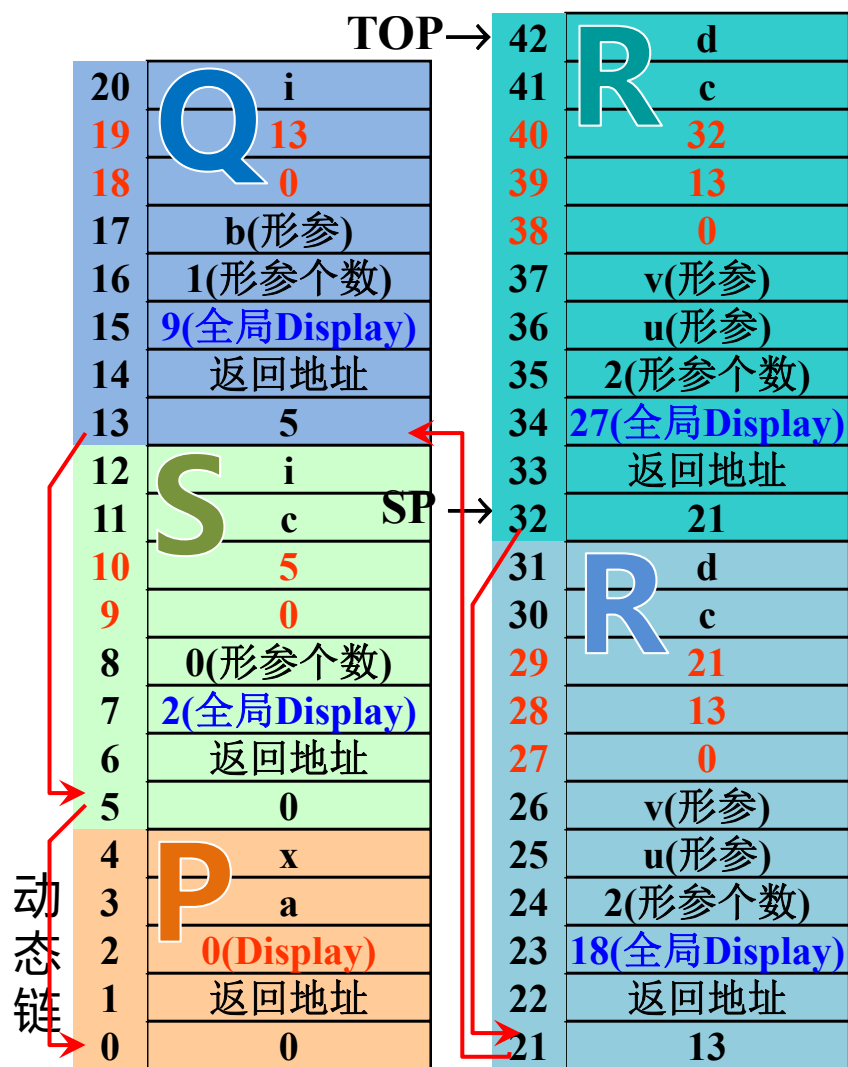 TOP→
20 i
19 13
18 0
17 b(形参)
16 1(形参个数)
15 9(全局Display)
14 返回地址
13 5
Q
12 i
11 c
10 5
9 0
8 0(形参个数)
7 2(全局Display)
6 返回地址
5 0
S
4 x
3 a
2 0(Display)
1 返回地址
0 0
P
动态链
42 d
41 c
40 32
39 13
38 0
37 v(形参)
36 u(形参)
35 2(形参个数)
34 27(全局Display)
33 返回地址
SP→
32 21
R
31 d
30 c
29 21
28 13
27 0
26 v(形参)
25 u(形参)
24 2(形参个数)
23 18(全局Display)
22 返回地址
21 13
R